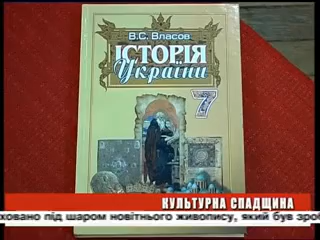 В.С. Власов
ІСТОРІЯ
України
7
КУЛЬТУРНА СПАДЩИНА
ховано під шаром новітнього живопису, який був зроб